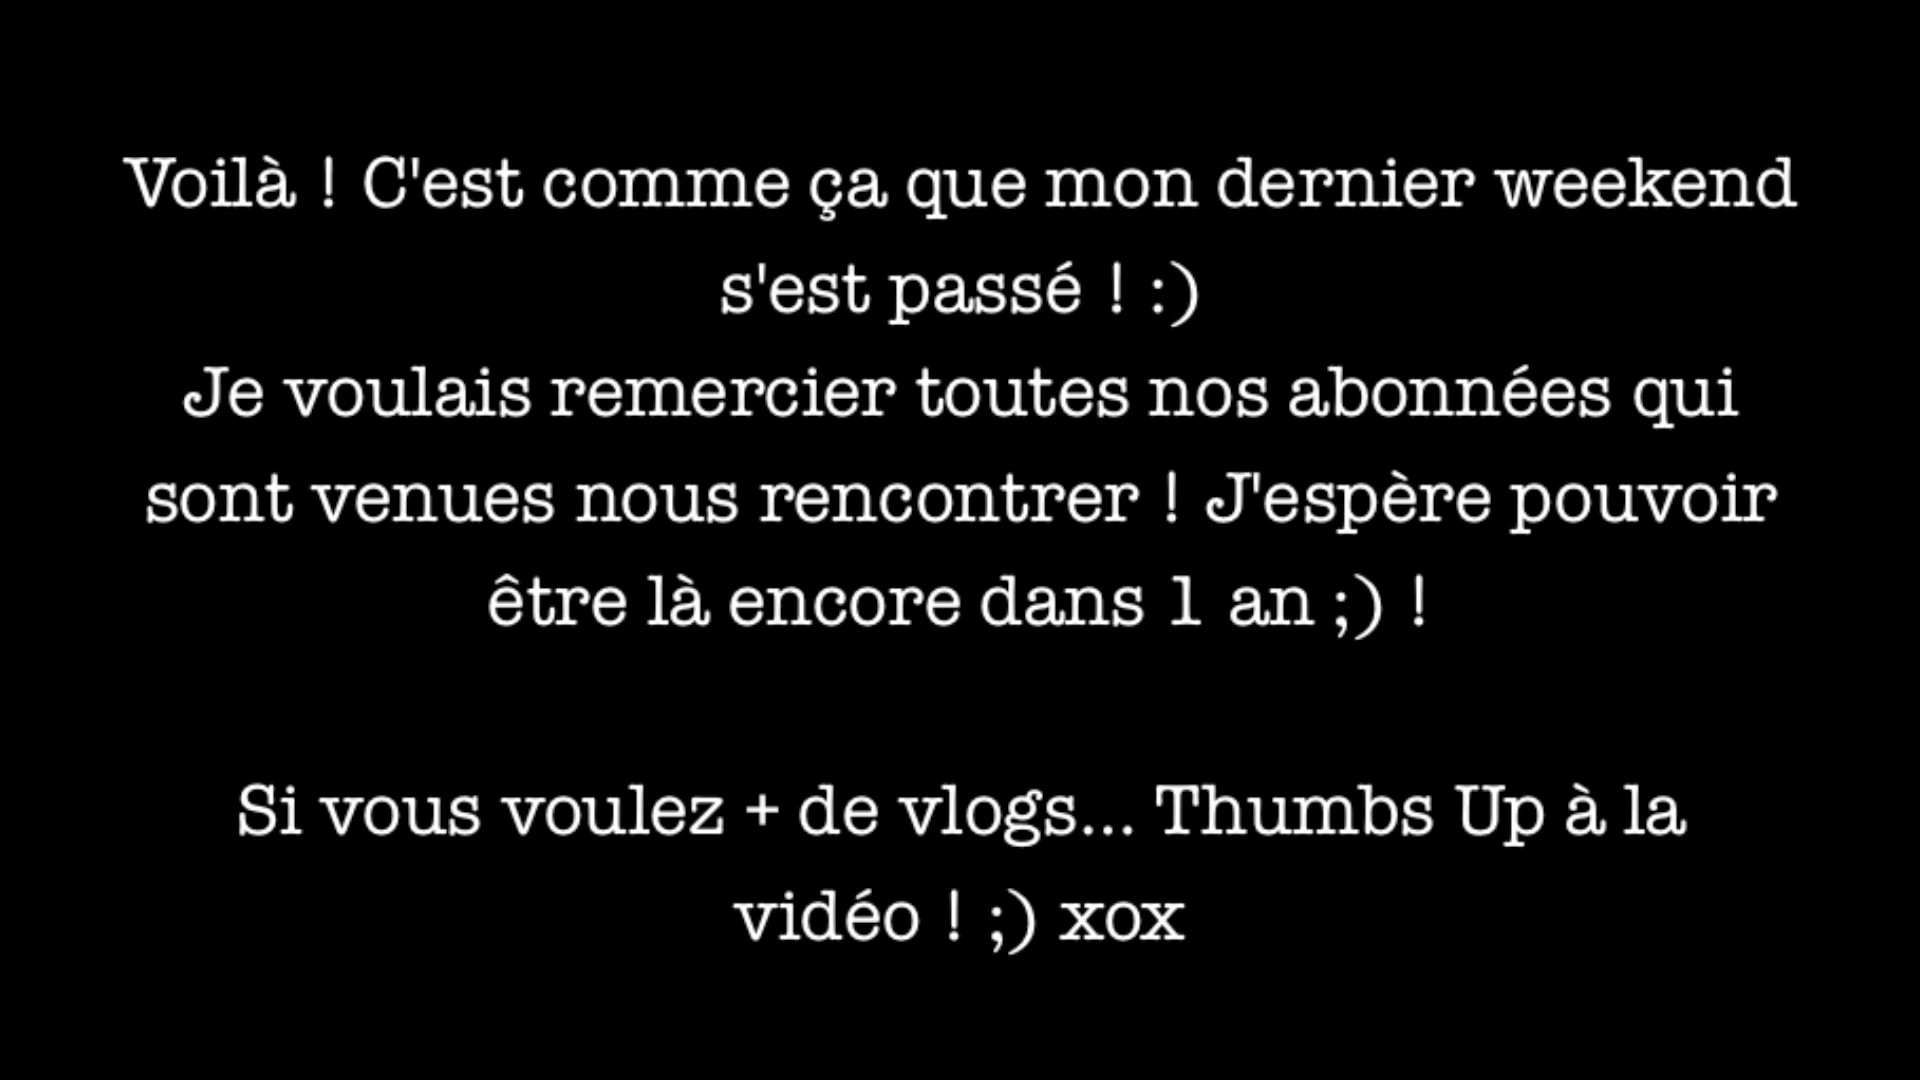 Voilà ! C'est comme ça que mon dernier weekend
s'est passé ! :)
Je voulais remercier toutes nos abonnées qui
sont venues nous rencontrer ! J'espère pouvoir
être là encore dans 1 an ;) !
Si vous voulez + de vlogs... Thumbs Up à la
vidéo ! ;) xox